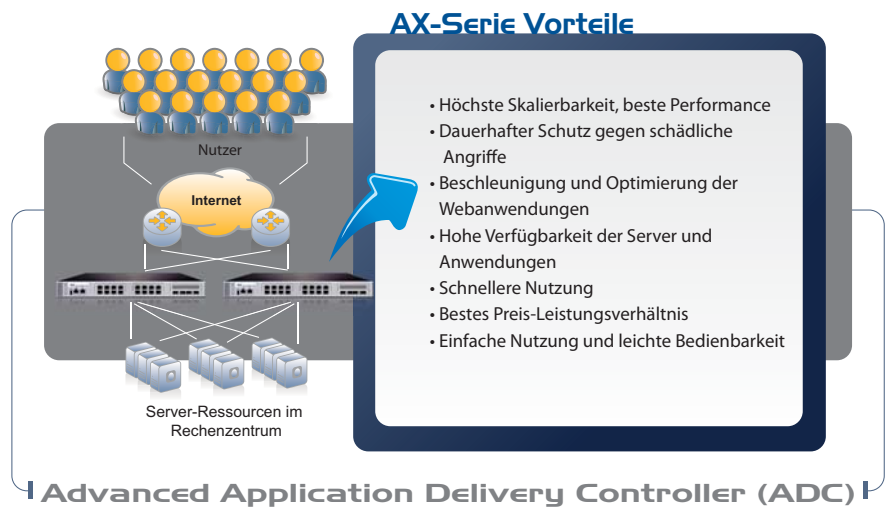 AX-Serie Vorteile
Nutzer
Internet
Server-Ressourcen im
Rechenzentrum
• Höchste Skalierbarkeit, beste Performance
• Dauerhafter Schutz gegen schädliche
Angriffe
• Beschleunigung und Optimierung der
Webanwendungen
• Hohe Verfügbarkeit der Server und
Anwendungen
• Schnellere Nutzung
• Bestes Preis-Leistungsverhältnis
• Einfache Nutzung und leichte Bedienbarkeit
Advanced Application Delivery Controller (ADC)